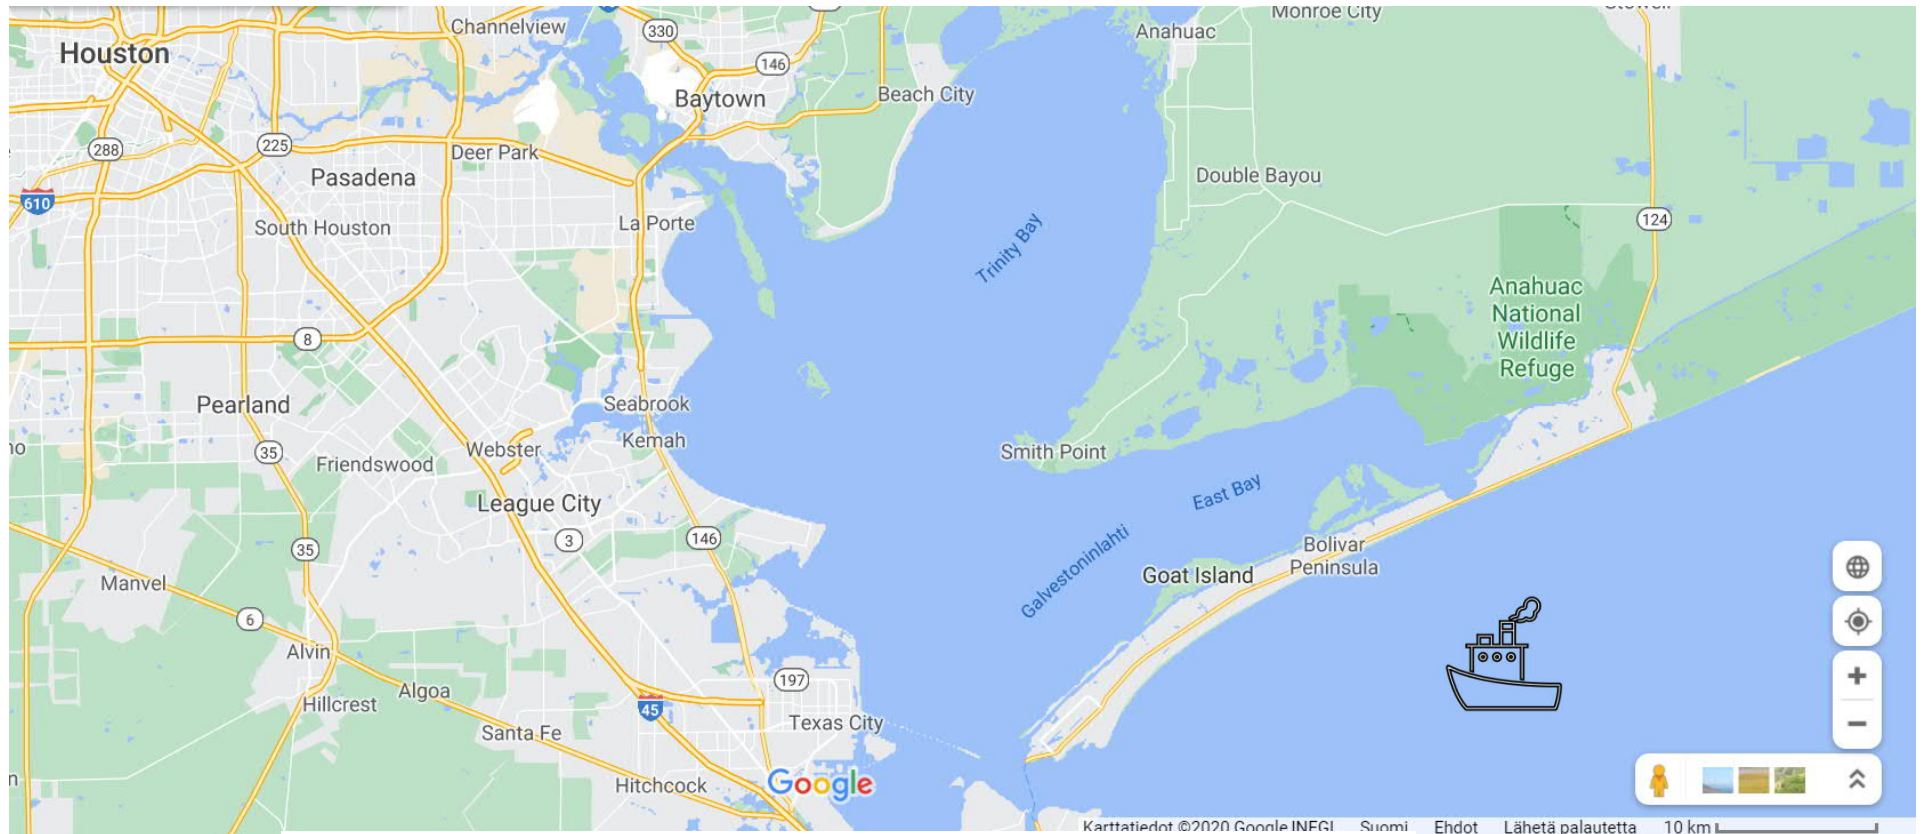 Channelview
330
Anahuac
Monroe City
Houston
146
Baytown
Beach City
288
225
Deer Park
Pasadena
Double Bayou
610
South Houston
La Porte
124
Trinity Bay
Anahuac
National
Wildlife
Refuge
8
Pearland
Seabrook
Kemah
35
Webster
Friendswood
Smith Point
League City
East Bay
3
146
35
Galvestoninlahti
Bolivar
Peninsula
Goat Island
Manvel
6
Alvin
197
Algoa
Hillcrest
45
Santa Fe
Texas City
Hitchcock
Google
Karttatiedot ©2020 Google INEGI Suomi Ehdot Lähetä palautetta 10 km